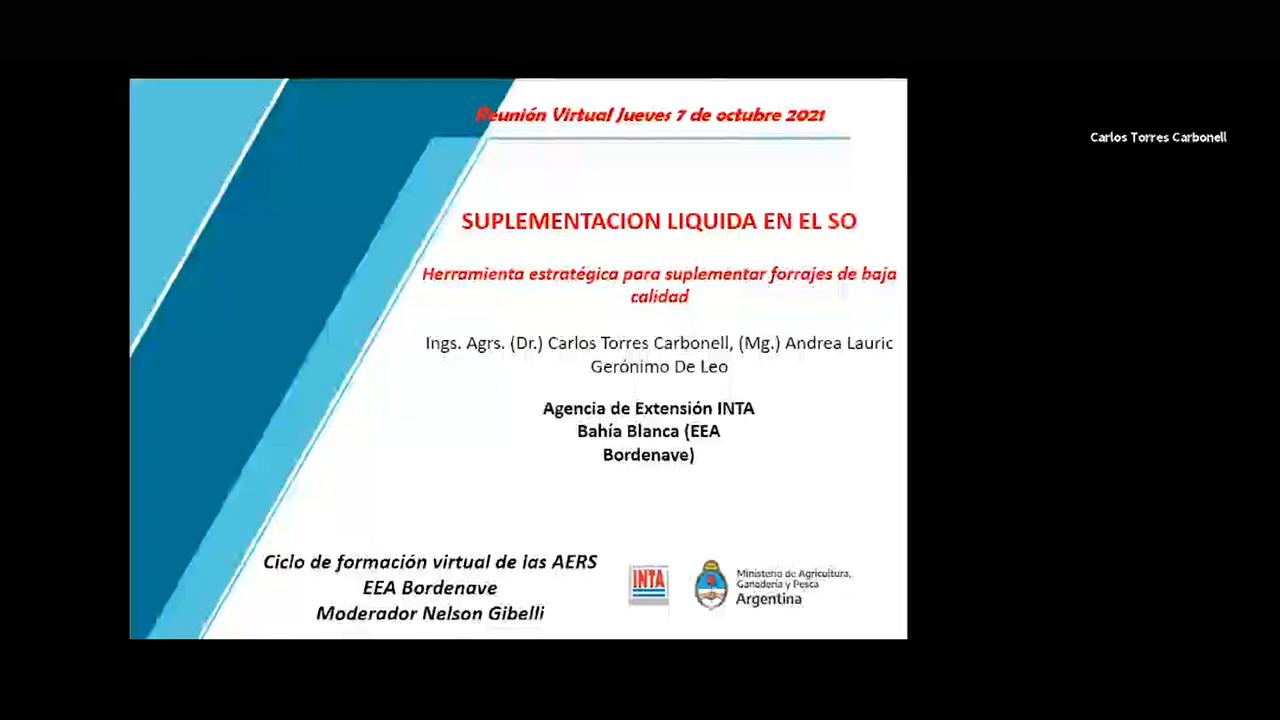 Reunión Virtual Jueves 7 de octubre 2021
Carlos Torres Carbonell
SUPLEMENTACION LIQUIDA EN EL SO
Herramienta estratégica para suplementar forrajes de baja
calidad
Ings. Agrs. (Dr.) Carlos Torres Carbonell, (Mg.) Andrea Lauric
Gerónimo De Leo
Agencia de Extensión INTA
Bahía Blanca (EEA
Bordenave)
Ciclo de formación virtual de las AERS
EEA Bordenave
Moderador Nelson Gibelli
INTA
Ministerio de Agricultura,
Ganadería y Pesca
Argentina